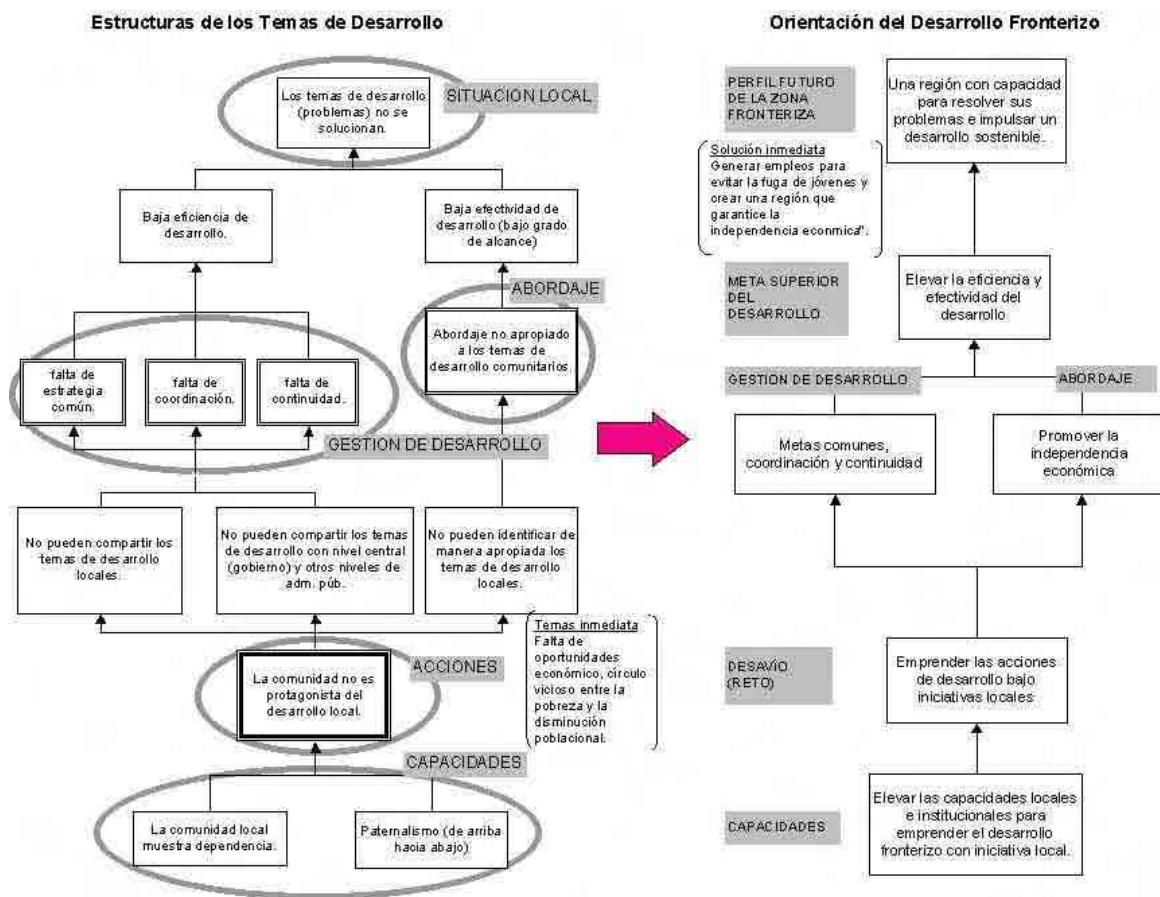 Estructuras de los Temas de Desarrollo
SITUACION LOCAL
Los temas de desarrollo
(problemas) no se
solucionan.
Baja eficiencia de
desarrollo.
Baja efectividad de
desarrollo (bajo grado
de alcance)
ABORDAJE
Abordaje no apropiado
a los temas de
desarrollo comunitarios.
falta de
estrategia
común.
falta de
coordinación.
falta de
continuidad.
GESTION DE DESARROLLO
No pueden compartir los
temas de desarrollo
locales.
No pueden compartir los temas
de desarrollo con nivel central
(gobierno) y otros niveles de
adm. púb.
No pueden identificar de
manera apropiada los
temas de desarrollo
locales.
Temas inmediata
Falta de
oportunidades
económico, círculo
vicioso entre la
pobreza y la
disminución
poblacional.
ACCIONES
La comunidad no es
protagonista del
desarrollo local.
CAPACIDADES
La comunidad local
muestra dependencia.
Paternalismo (de arriba
hacia abajo)
Orientación del Desarrollo Fronterizo
PERFIL FUTURO
DE LA ZONA
FRONTERIZA
Una región con capacidad
para resolver sus
problemas e impulsar un
desarrollo sostenible.
Solución inmediata
Generar empleos para
evitar la fuga de jóvenes y
crear una región que
garantice la
independencia econmica".
META SUPERIOR
DEL
DESARROLLO
Elevar la eficiencia y
efectividad del
desarrollo
GESTION DE DESARROLLO
ABORDAJE
Metas comunes,
coordinación y continuidad
Promover la
independencia
económica
DESAVIO
(RETO)
Emprender las acciones
de desarrollo bajo
iniciativas locales
CAPACIDADES
Elevar las capacidades locales
e institucionales para
emprender el desarrollo
fronterizo con iniciativa local.